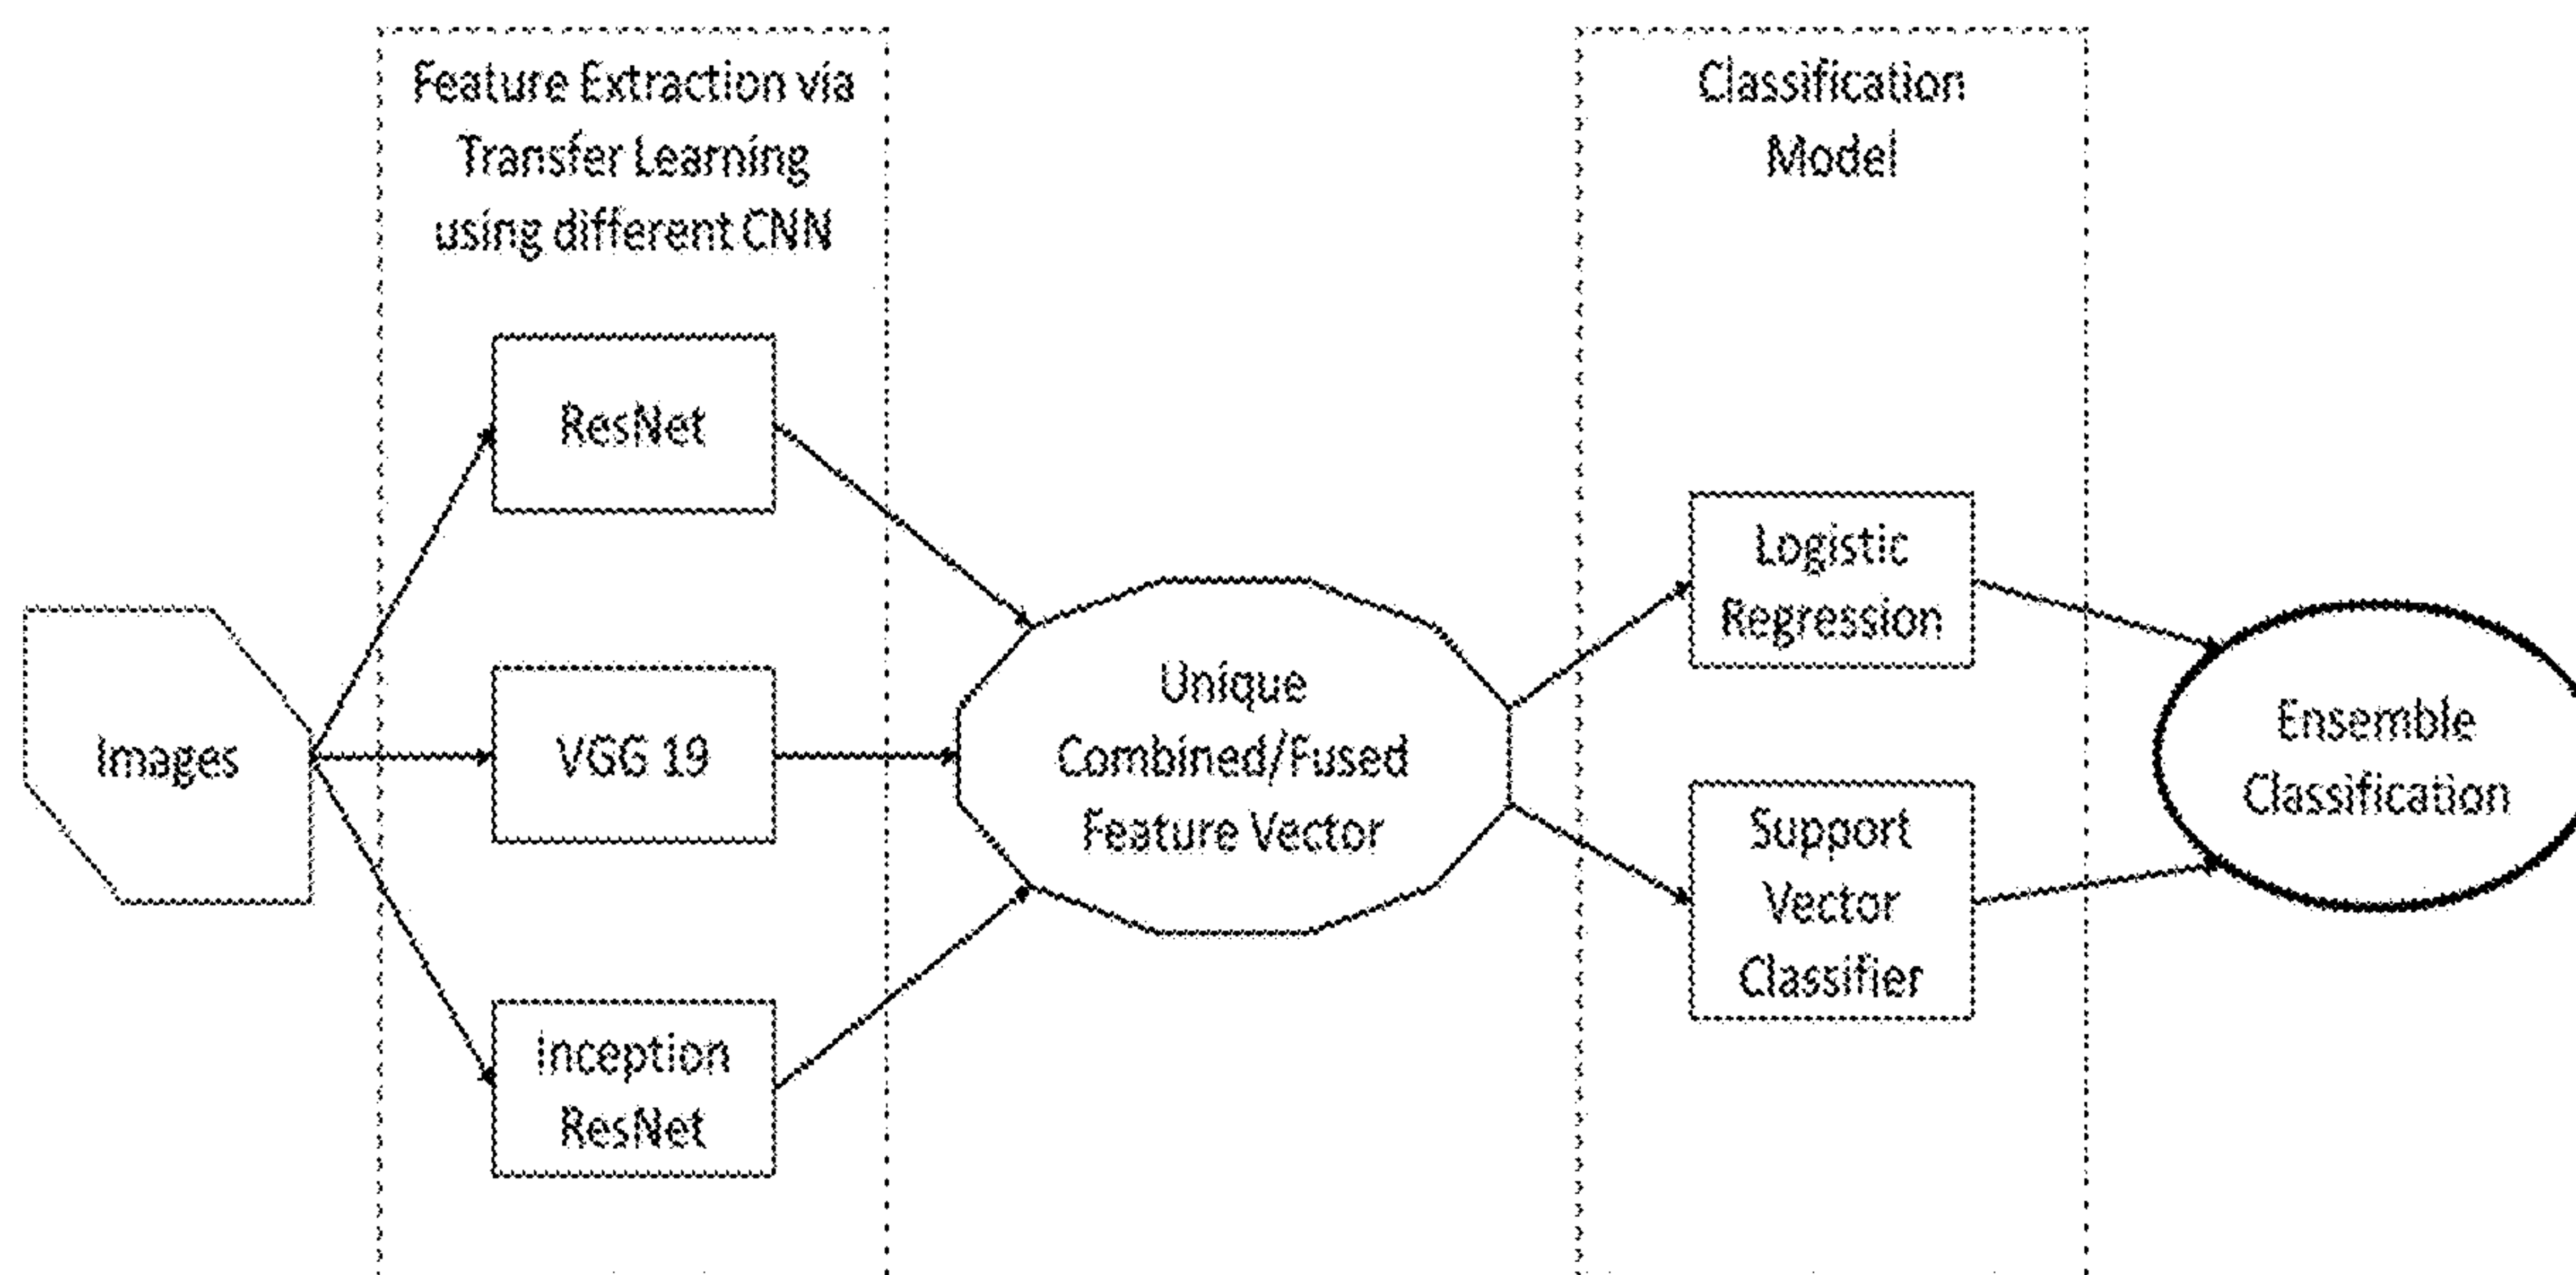 Feature Extraction via
Transfer Learning
using different CNN
Classification
Model
ResNet
Logistic
Regression
Images
VGG 19
Unique
Combined/Fused
Feature Vector
Ensemble
Classification
Support
Vector
Classifier
Inception
ResNet